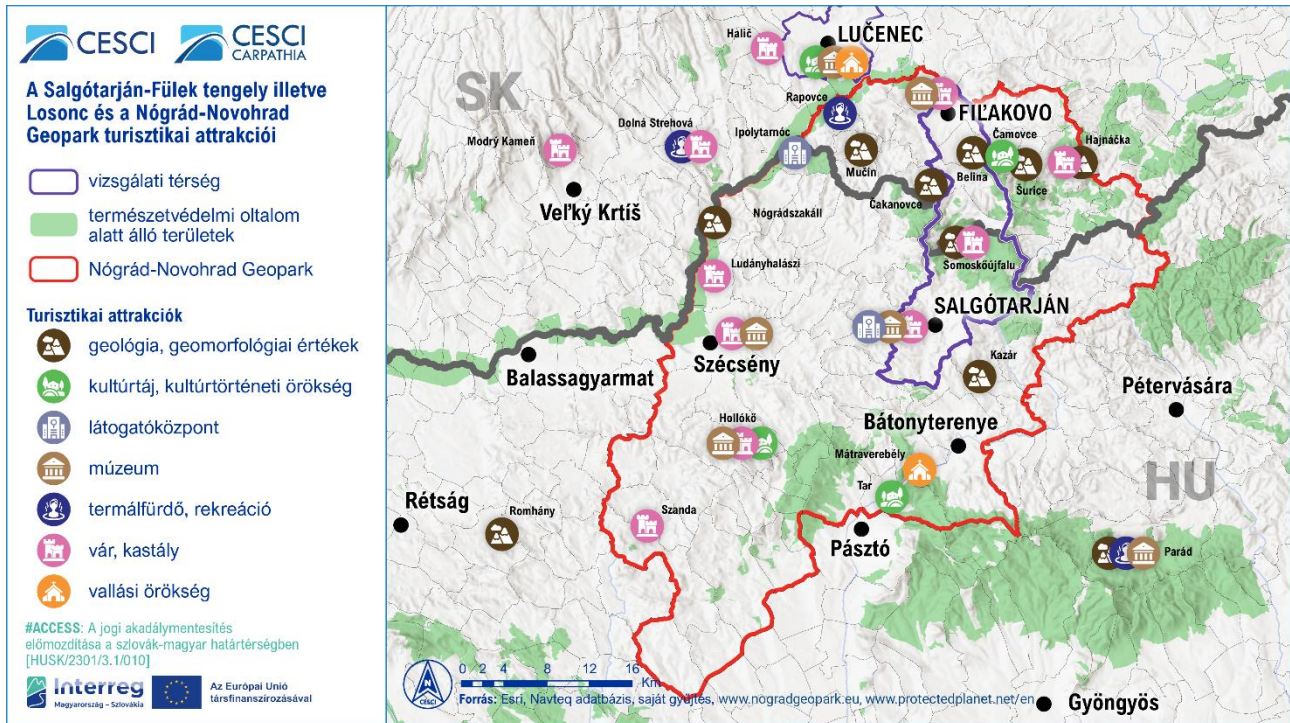 CESCI
CESCI
CARPATHIA
A Salgótarján-Fülek tengely illetve
Losonc és a Nógrád-Novohrad
Geopark turisztikai attrakciói
vizsgálati térség
természetvédelmi oltalom
alatt álló területek
Nógrád-Novohrad Geopark
Turisztikai attrakciók
geológia, geomorfológiai értékek
kultúrtáj, kultúrtörténeti örökség
látogatóközpont
múzeum
termálfürdő, rekreáció
vár, kastély
vallási örökség
#ACCESS: A jogi akadálymentesítés
előmozdítása a szlovák-magyar határtérségben
[HUSK/2301/3.1/010]
Interreg
Magyarország – Szlovákia
Az Európai Unió
társfinanszírozásával
SK
Halič
LUČENEC
Rapovce
FIĽAKOVO
Modrý Kameň
Dolná Strehová
Ipolytarnóc
Mučín
Čamovce
Belina
Šurice
Hajnáčka
Veľký Krtíš
Čakanovce
Nógrádszakáll
Somoskőújfalu
Ludányhalászi
SALGÓTARJÁN
Szécsény
Balassagyarmat
Kazár
Pétervására
Hollókő
Bátonyterenye
Mátraverebély
HU
Tar
Rétság
Romhány
Szanda
Pásztó
Parád
N
CESCI
0 2 4 8 12 16
Km
Forrás: Esri, Navteq adatbázis, saját gyűjtés, www.nogradgeopark.eu, www.protectedplanet.net/en
Gyöngyös